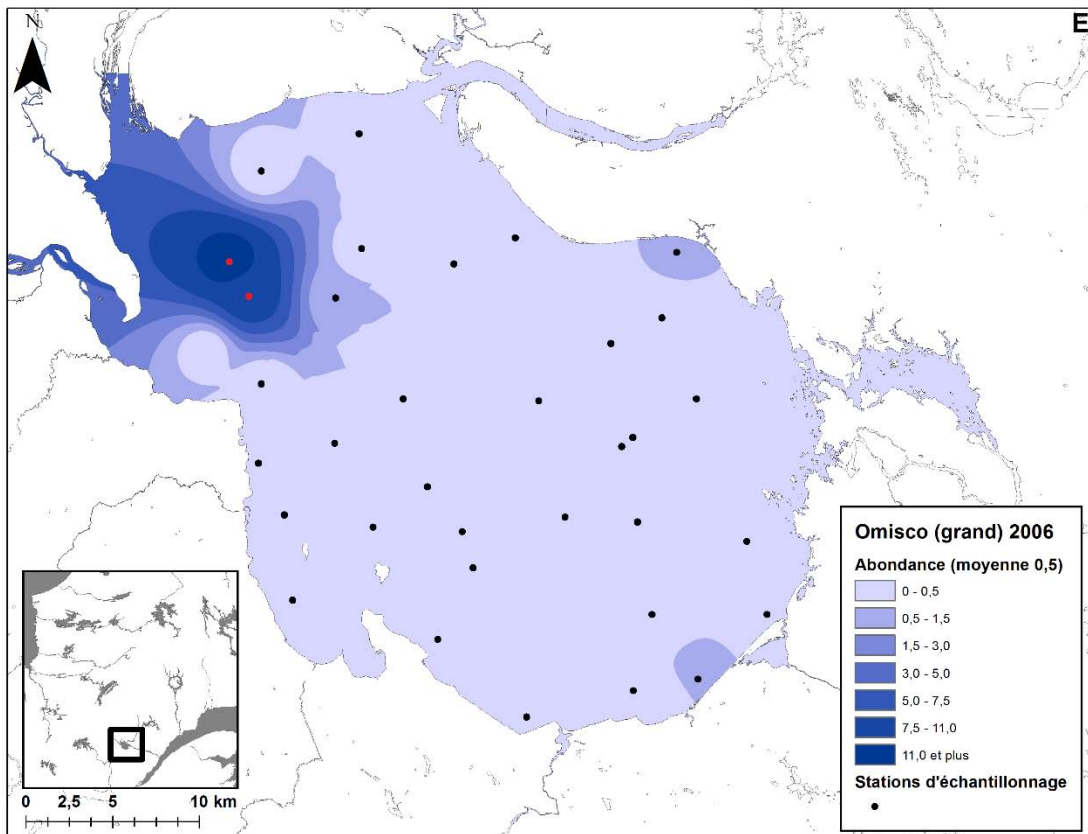 N
E
Omisco (grand) 2006
Abondance (moyenne 0,5)
0 - 0,5
0,5 - 1,5
1,5 - 3,0
3,0 - 5,0
5,0 - 7,5
7,5 - 11,0
11,0 et plus
Stations d'échantillonnage
0 2,5 5 10 km